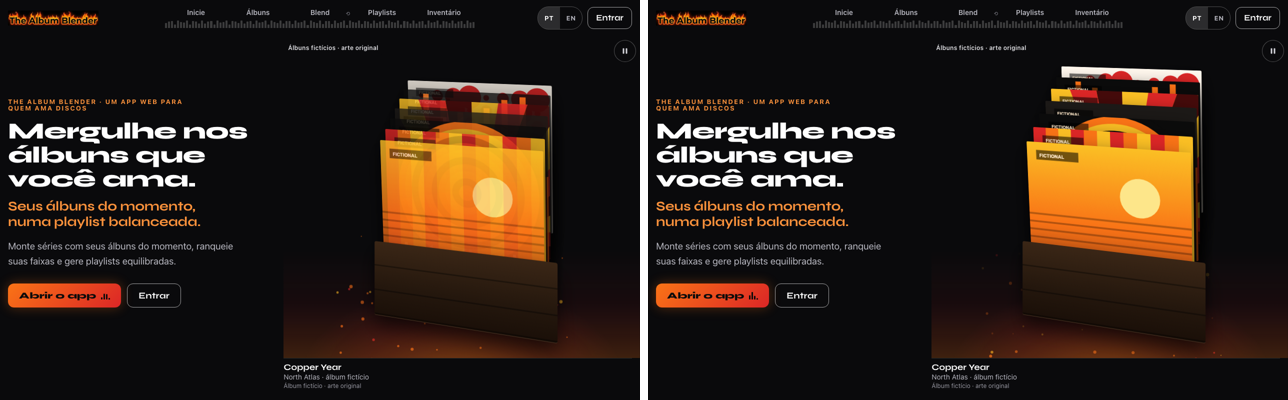 The Album Blender
Inicie
Álbuns
Blend
Playlists
Inventário
PT
EN
Entrar
Álbuns fictícios · arte original
THE ALBUM BLENDER · UM APP WEB PARA
QUEM AMA DISCOS
Mergulhe nos
álbuns que
você ama.
Seus álbuns do momento,
numa playlist balanceada.
Monte séries com seus álbuns do momento, ranqueie
suas faixas e gere playlists equilibradas.
Abrir o app
Entrar
FICTIONAL
Copper Year
North Atlas · álbum fictício
Álbum fictício · arte original
The Album Blender
Inicie
Álbuns
Blend
Playlists
Inventário
PT
EN
Entrar
Álbuns fictícios · arte original
THE ALBUM BLENDER · UM APP WEB PARA
QUEM AMA DISCOS
Mergulhe nos
álbuns que
você ama.
Seus álbuns do momento,
numa playlist balanceada.
Monte séries com seus álbuns do momento, ranqueie
suas faixas e gere playlists equilibradas.
Abrir o app
Entrar
FICTIONAL
Copper Year
North Atlas · álbum fictício
Álbum fictício · arte original